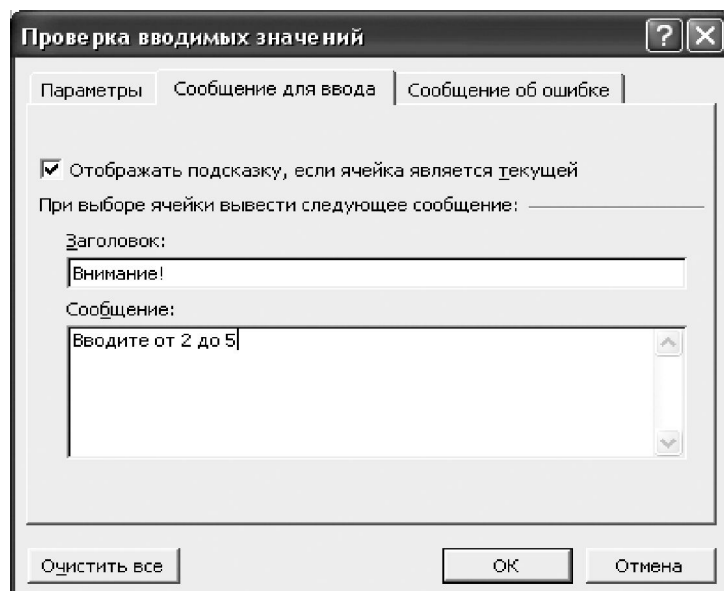 Проверка вводимых значений
Параметры Сообщение для ввода Сообщение об ошибке
Отображать подсказку, если ячейка является текущей
При выборе ячейки вывести следующее сообщение:
Заголовок:
Внимание!
Сообщение:
Вводите от 2 до 5
Очистить все ОК Отмена